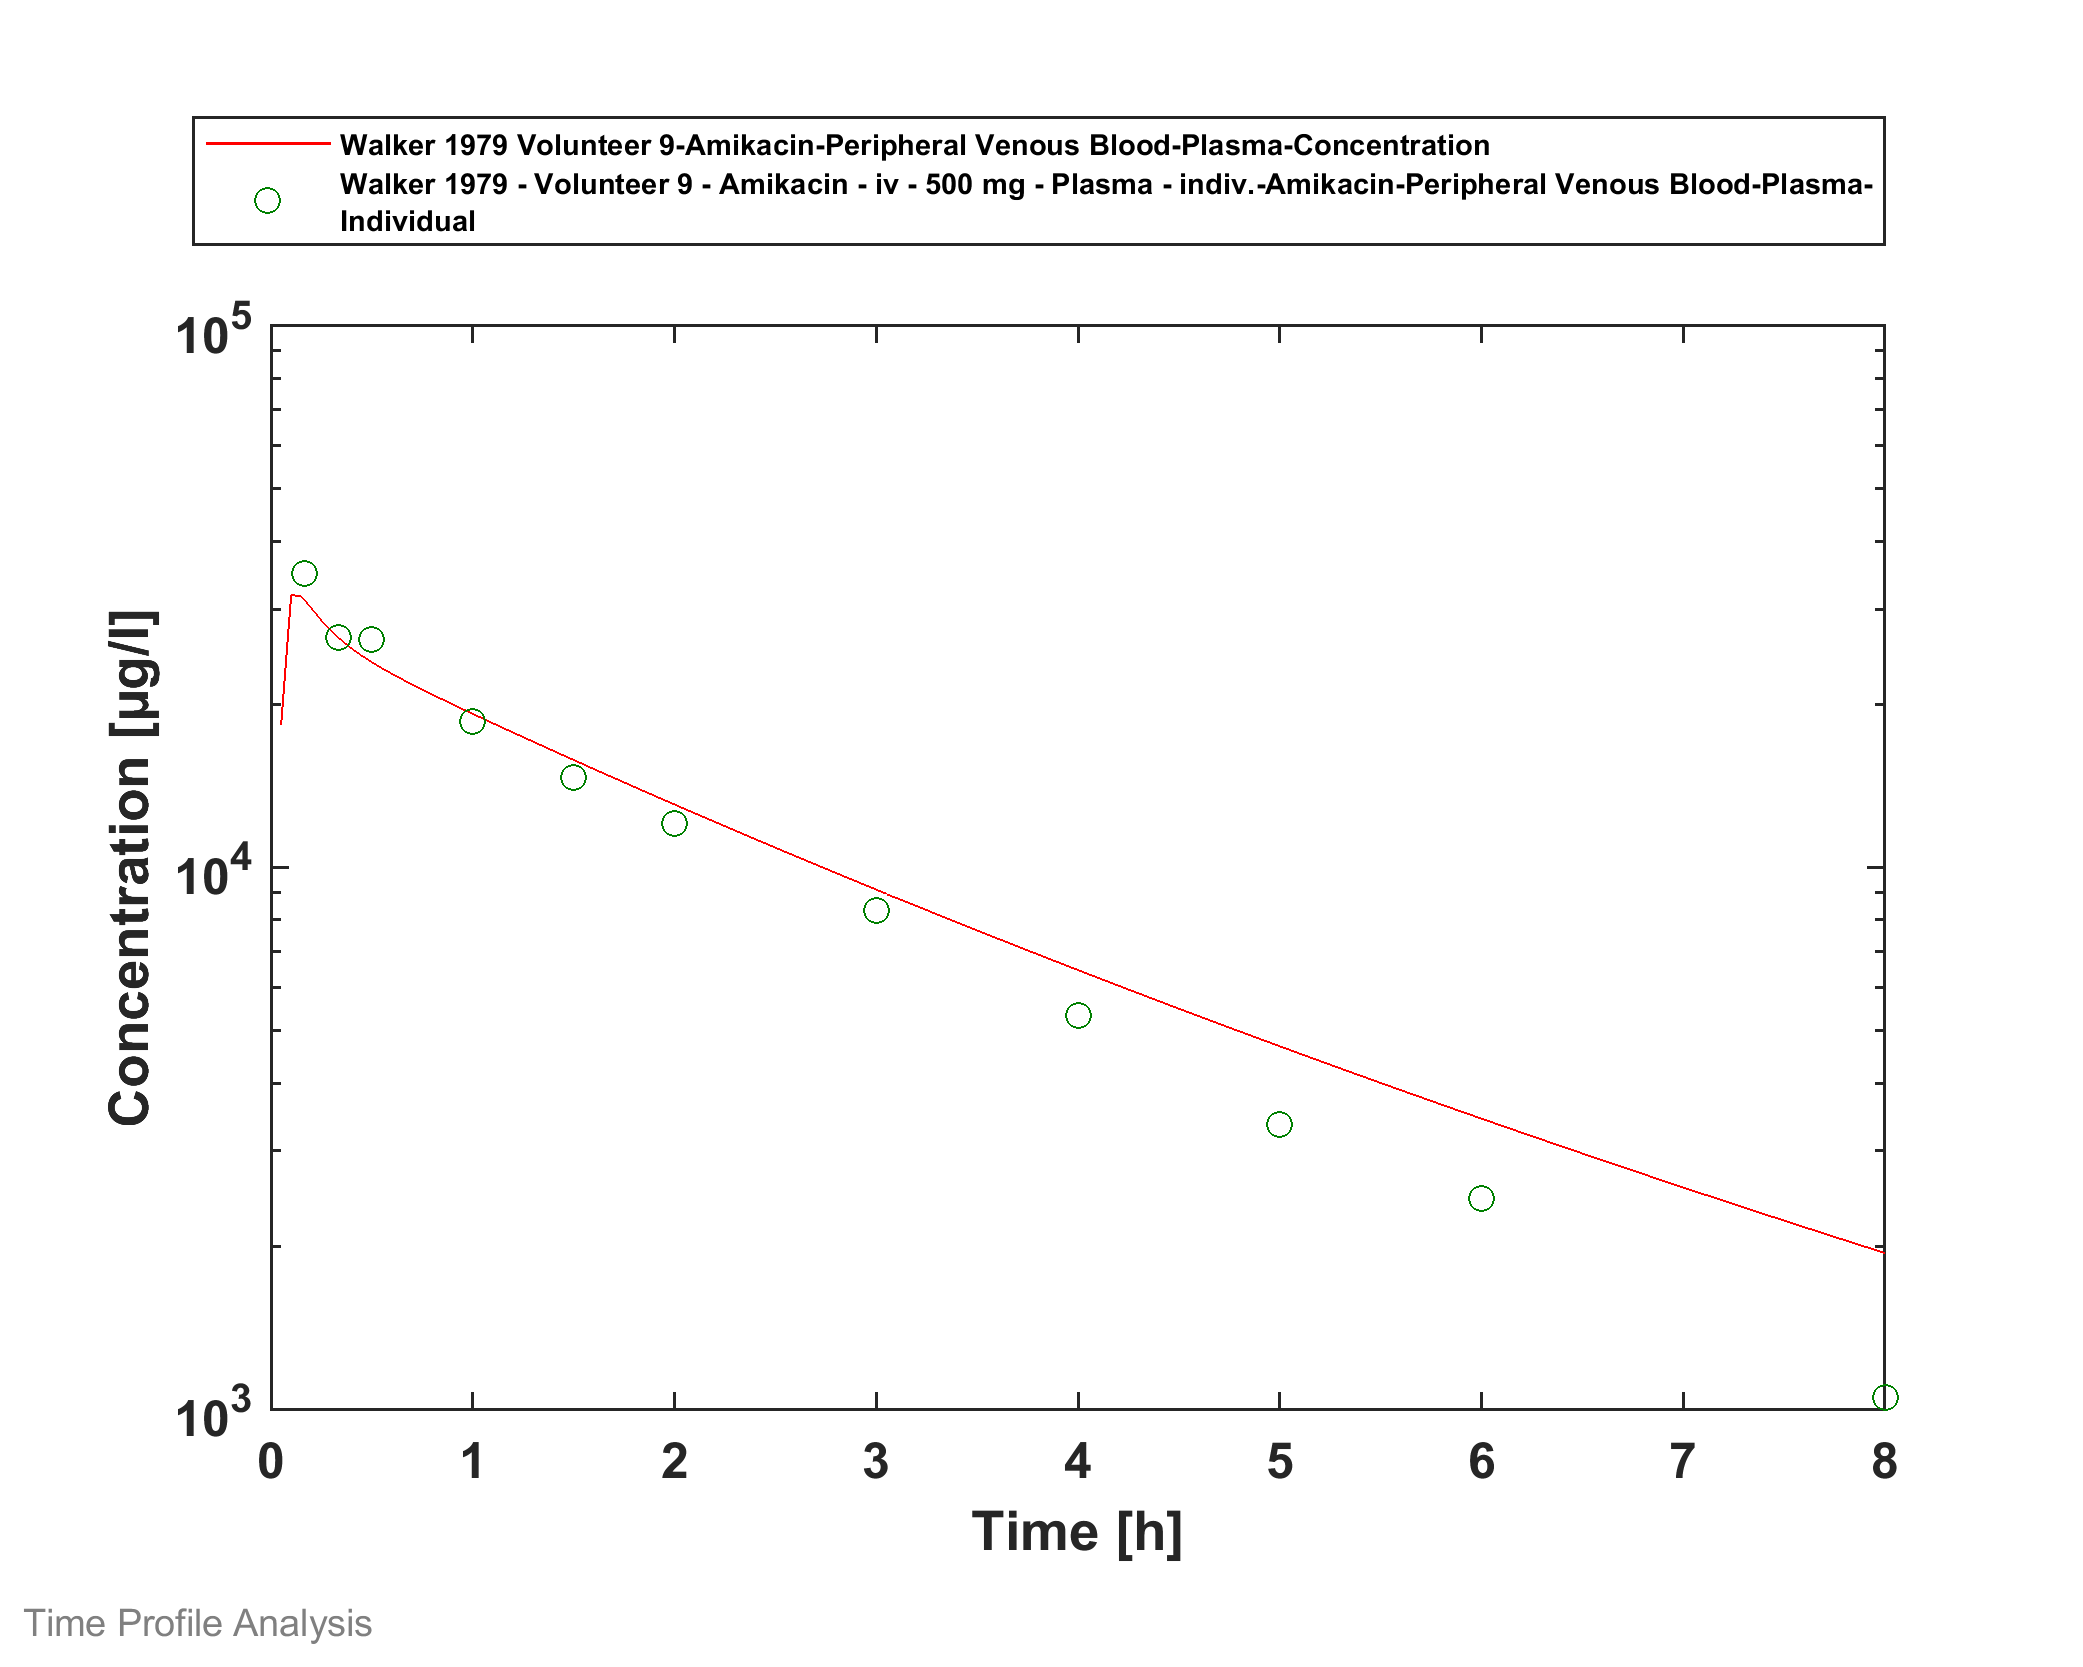 Walker 1979 Volunteer 9-Amikacin-Peripheral Venous Blood-Plasma-Concentration
Walker 1979 - Volunteer 9 - Amikacin - iv - 500 mg - Plasma - indiv.-Amikacin-Peripheral Venous Blood-Plasma-
Individual
10^5
10^4
10^3
Concentration [µg/l]
0 1 2 3 4 5 6 7 8
Time [h]
Time Profile Analysis